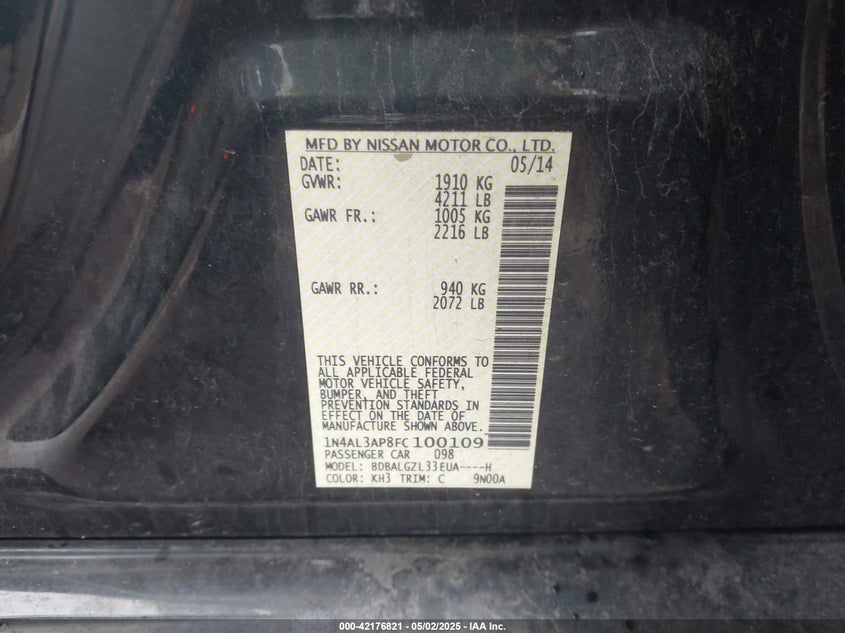 MFD BY NISSAN MOTOR CO., LTD.
DATE: 05/14
GVWR: 1910 KG
4211 LB
GAWR FR.: 1005 KG
2216 LB
GAWR RR.: 940 KG
2072 LB
THIS VEHICLE CONFORMS TO
ALL APPLICABLE FEDERAL
MOTOR VEHICLE SAFETY,
BUMPER, AND THEFT
PREVENTION STANDARDS IN
EFFECT ON THE DATE OF
MANUFACTURE SHOWN ABOVE.
1N4AL3AP8FC100109
PASSENGER CAR 098
MODEL: BDBALGZL33EUA----H
COLOR: KH3 TRIM: C 9N00A
000-42176821 - 05/02/2025 - IAA Inc.